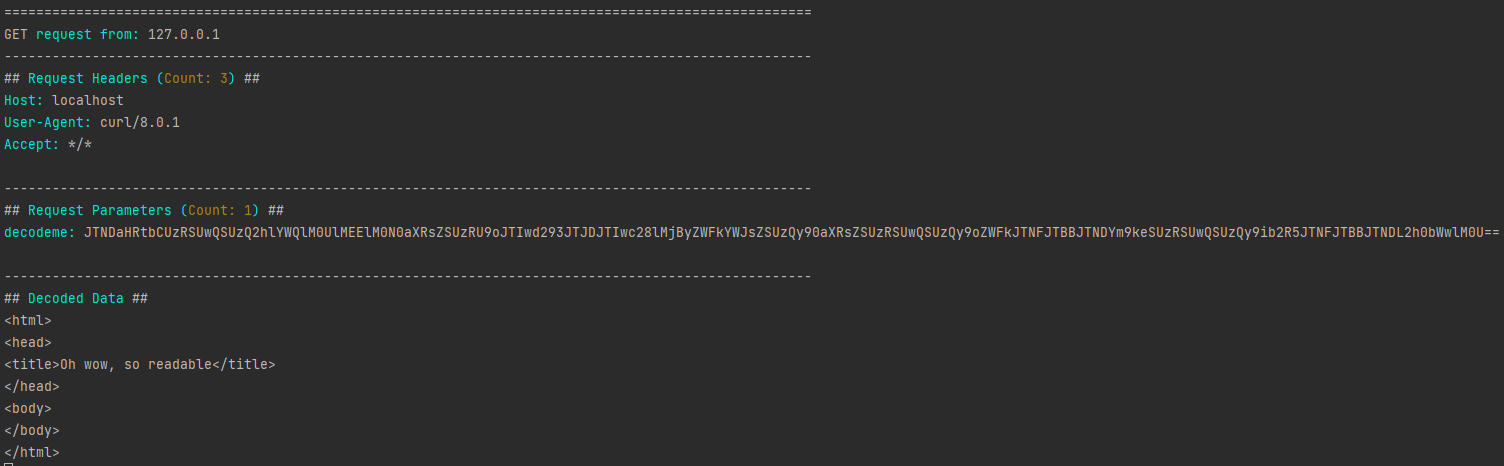 =====================================================================================================
GET request from: 127.0.0.1
-----------------------------------------------------------------------------------------------------
## Request Headers (Count: 3) ##
Host: localhost
User-Agent: curl/8.0.1
Accept: */*
-----------------------------------------------------------------------------------------------------
## Request Parameters (Count: 1) ##
decodeme: JTNDaHRtbCUzRSUwQSUzQ2hlYWQlM0UlMEElM0N0aXRsZSUzRU9oJTIwd293JTJDJTIwc28lMjByZWFkYWJsZSUzQy90aXRsZSUzRSUwQSUzQy9oZWFkJTNFJTBBJTNDYm9keSUzRSUwQSUzQy9ib2R5JTNFJTBBJTNDL2h0bWwlM0U==
-----------------------------------------------------------------------------------------------------
## Decoded Data ##
<html>
<head>
<title>Oh wow, so readable</title>
</head>
<body>
</body>
</html>